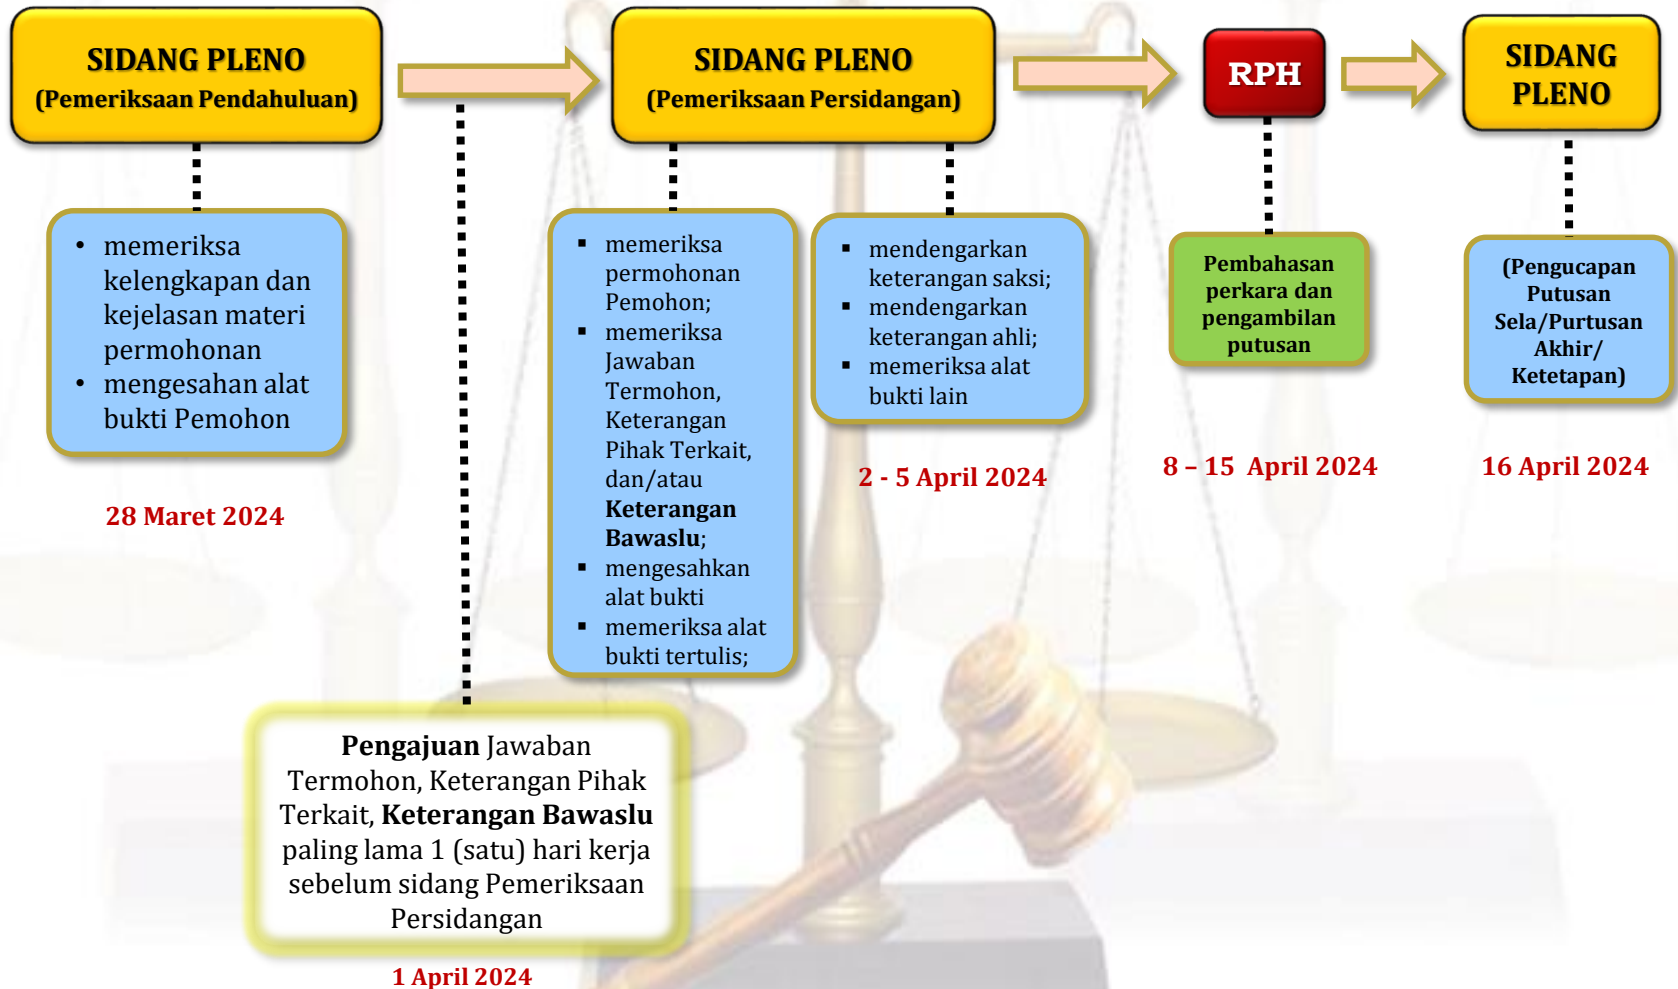 SIDANG PLENO
(Pemeriksaan Pendahuluan)
• memeriksa
kelengkapan dan
kejelasan materi
permohonan
• mengesahan alat
bukti Pemohon
28 Maret 2024
Pengajuan Jawaban
Termohon, Keterangan Pihak
Terkait, Keterangan Bawaslu
paling lama 1 (satu) hari kerja
sebelum sidang Pemeriksaan
Persidangan
1 April 2024
SIDANG PLENO
(Pemeriksaan Persidangan)
▪ memeriksa
permohonan
Pemohon;
▪ memeriksa
Jawaban
Termohon,
Keterangan
Pihak Terkait,
dan/atau
Keterangan
Bawaslu;
▪ mengesahkan
alat bukti
▪ memeriksa alat
bukti tertulis;
▪ mendengarkan
keterangan saksi;
▪ mendengarkan
keterangan ahli;
▪ memeriksa alat
bukti lain
2 - 5 April 2024
RPH
Pembahasan
perkara dan
pengambilan
putusan
8 – 15 April 2024
SIDANG
PLENO
(Pengucapan
Putusan
Sela/Purtusan
Akhir/
Ketetapan)
16 April 2024